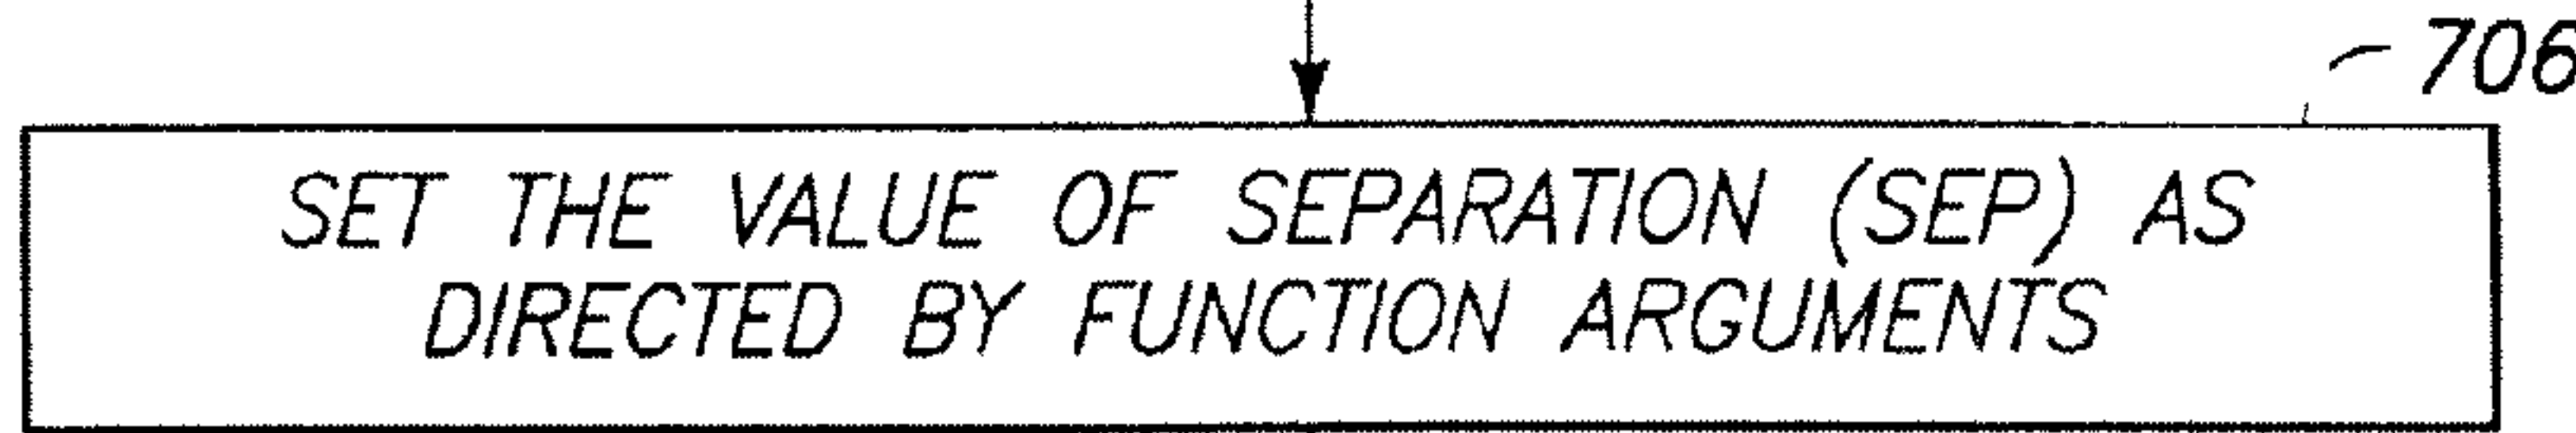 706
SET THE VALUE OF SEPARATION (SEP) AS
DIRECTED BY FUNCTION ARGUMENTS